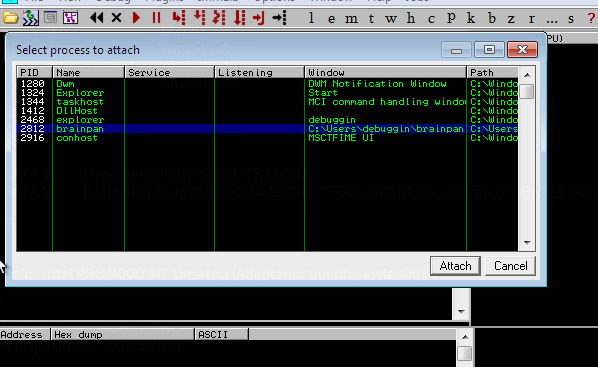 l e m t w h c p k b z r ... s ?
Select process to attach
PID Name Service Listening Window Path
1280 Dwm DWM Notification Window C:\Windo
1324 Explorer Start C:\Windo
1344 taskhost MCI command handling windo C:\Windo
1412 DllHost C:\Windo
2468 explorer debuggin C:\Windo
2812 brainpan C:\Users\debuggin\brainpan C:\Users
2916 conhost MSCTFIME UI C:\Windo
Attach Cancel
Address Hex dump ASCII